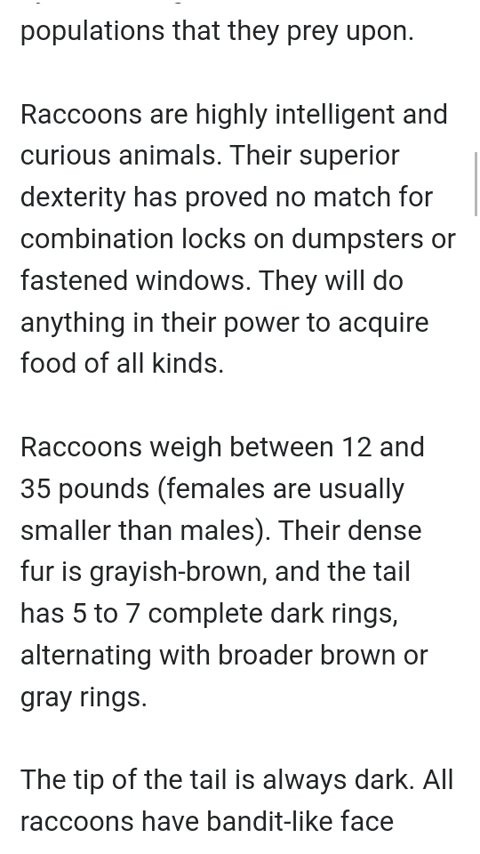 populations that they prey upon.
Raccoons are highly intelligent and
curious animals. Their superior
dexterity has proved no match for
combination locks on dumpsters or
fastened windows. They will do
anything in their power to acquire
food of all kinds.
Raccoons weigh between 12 and
35 pounds (females are usually
smaller than males). Their dense
fur is grayish-brown, and the tail
has 5 to 7 complete dark rings,
alternating with broader brown or
gray rings.
The tip of the tail is always dark. All
raccoons have bandit-like face